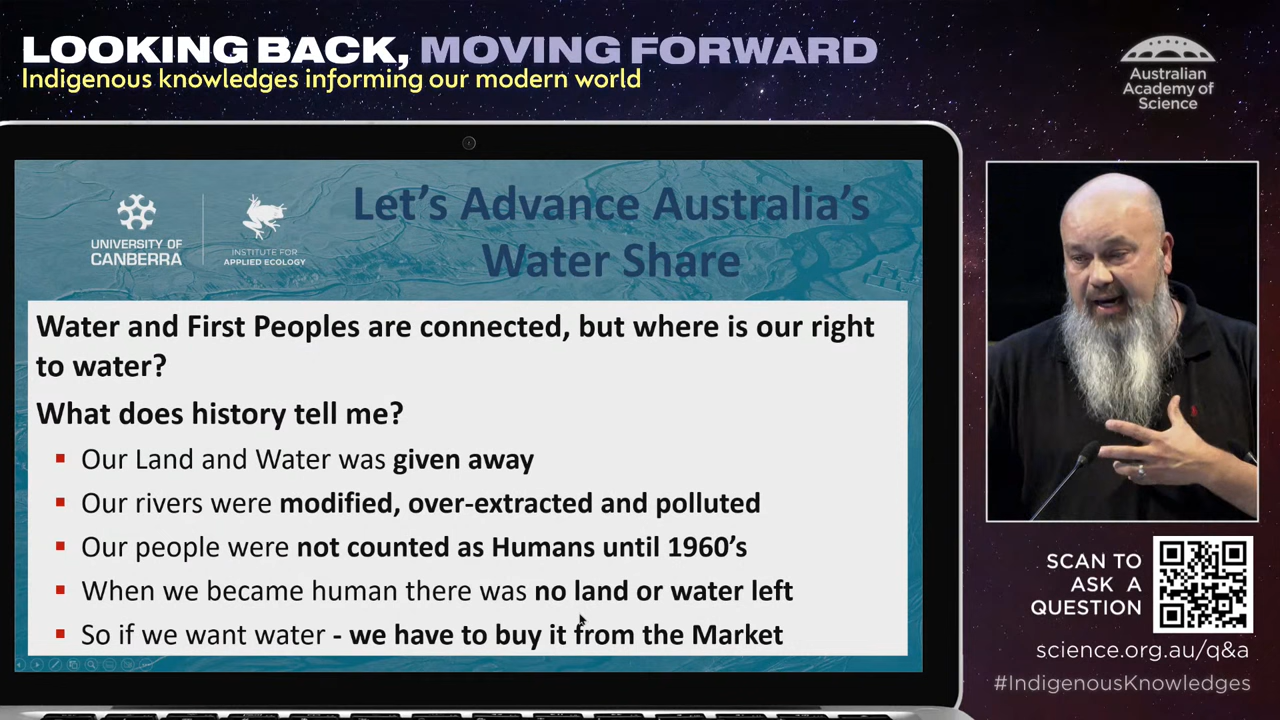 LOOKING BACK, MOVING FORWARD
Indigenous knowledges informing our modern world
Australian
Academy of
Science
UNIVERSITY OF
CANBERRA
INSTITUTE FOR
APPLIED ECOLOGY
Let's Advance Australia's
Water Share
Water and First Peoples are connected, but where is our right
to water?
What does history tell me?
▪ Our Land and Water was given away
▪ Our rivers were modified, over-extracted and polluted
▪ Our people were not counted as Humans until 1960's
▪ When we became human there was no land or water left
▪ So if we want water - we have to buy it from the Market
SCAN TO
ASK A
QUESTION
science.org.au/q&a
#IndigenousKnowledges